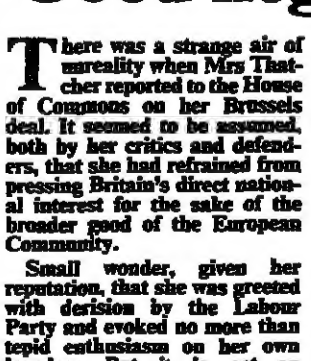 There was a strange air of
unreality when Mrs That-
cher reported to the House
of Commons on her Brussels
deal. It seemed to be assumed,
both by her critics and defend-
ers, that she had refrained from
pressing Britain's direct nation-
al interest for the sake of the
broader good of the European
Community.
Small wonder, given her
reputation, that she was greeted
with derision by the Labour
Party and evoked no more than
tepid enthusiasm on her own